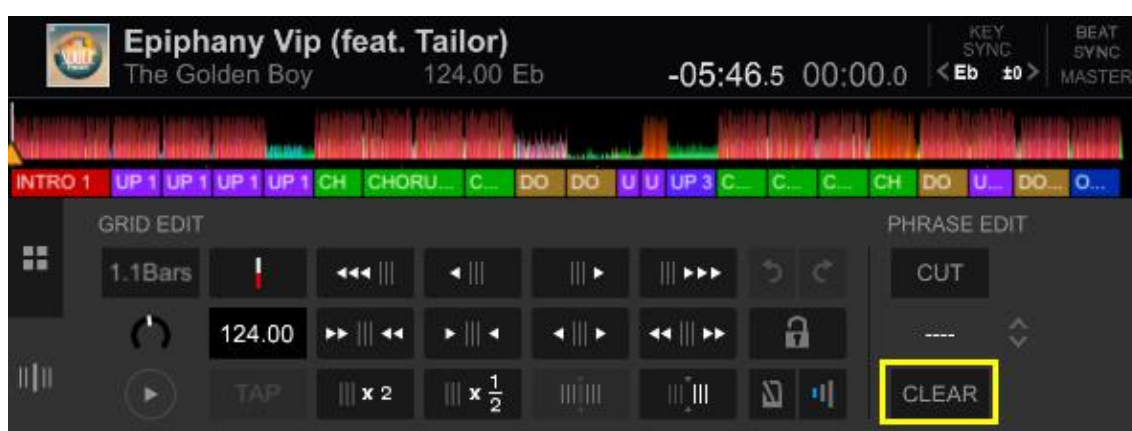 Epiphany Vip (feat. Tailor)
The Golden Boy 124.00 Eb
-05:46.5 00:00.0
KEY SYNC
< Eb ±0 >
BEAT SYNC
MASTER
INTRO 1 UP 1 UP 1 UP 1 UP 1 CH CHORU... C... DO DO U U UP 3 C... C... C... CH DO U... DO... O...
GRID EDIT PHRASE EDIT
1.1Bars CUT
124.00 ----
TAP x 2 x 1/2 CLEAR